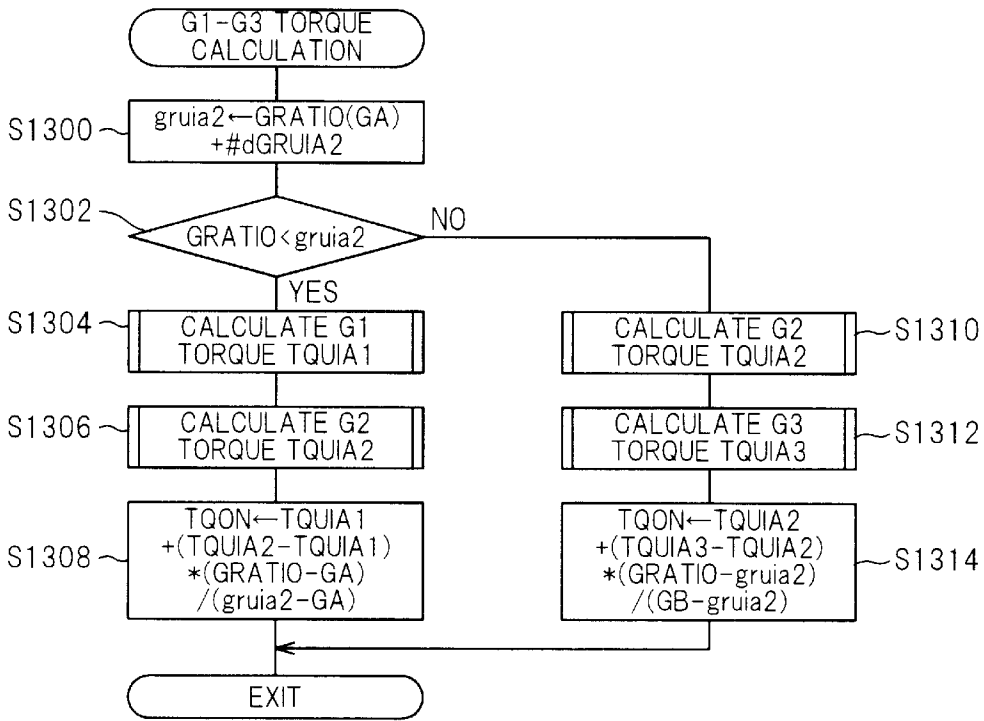 G1-G3 TORQUE
CALCULATION
S1300
gruia2←GRATIO(GA)
+#dGRUIA2
S1302
GRATIO<gruia2
NO
YES
S1304
CALCULATE G1
TORQUE TQUIA1
S1306
CALCULATE G2
TORQUE TQUIA2
S1308
TQON←TQUIA1
+(TQUIA2-TQUIA1)
*(GRATIO-GA)
/(gruia2-GA)
CALCULATE G2
TORQUE TQUIA2
S1310
CALCULATE G3
TORQUE TQUIA3
S1312
TQON←TQUIA2
+(TQUIA3-TQUIA2)
*(GRATIO-gruia2)
/(GB-gruia2)
S1314
EXIT